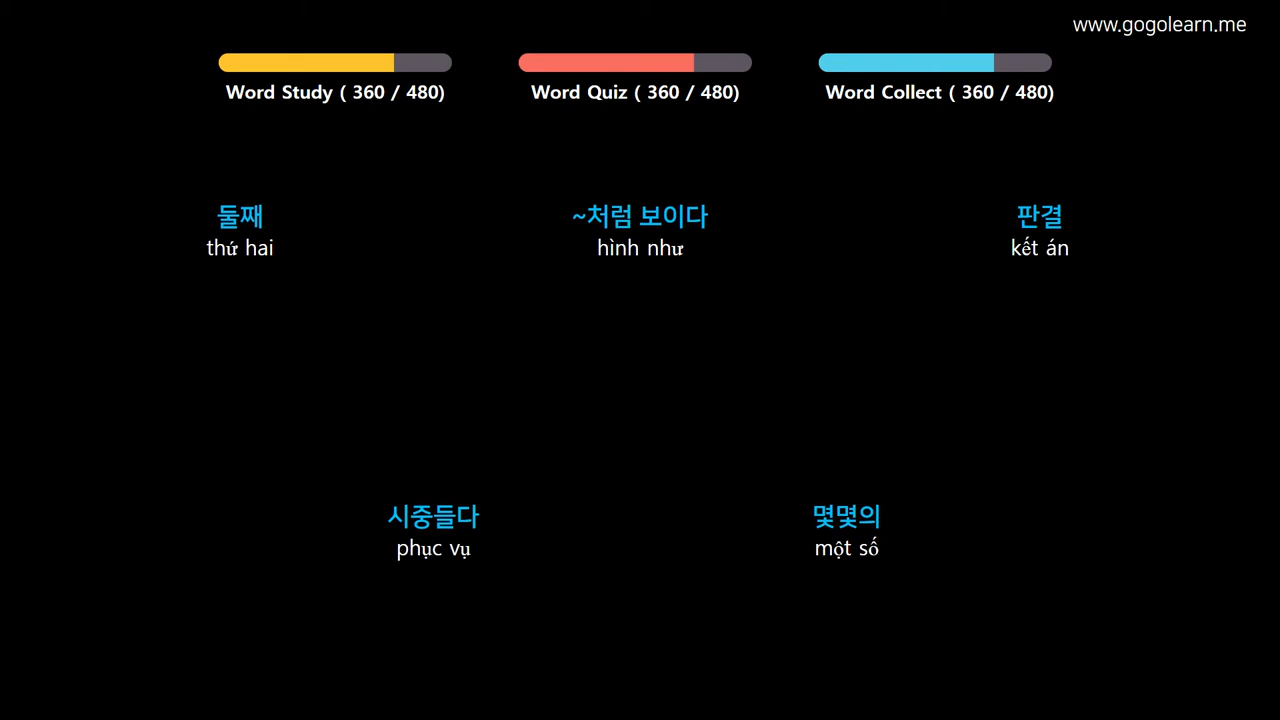 www.gogolearn.me
Word Study ( 360 / 480)
Word Quiz ( 360 / 480)
Word Collect ( 360 / 480)
둘째
thứ hai
~처럼 보이다
hình như
판결
kết án
시중들다
phục vụ
몇몇의
một số